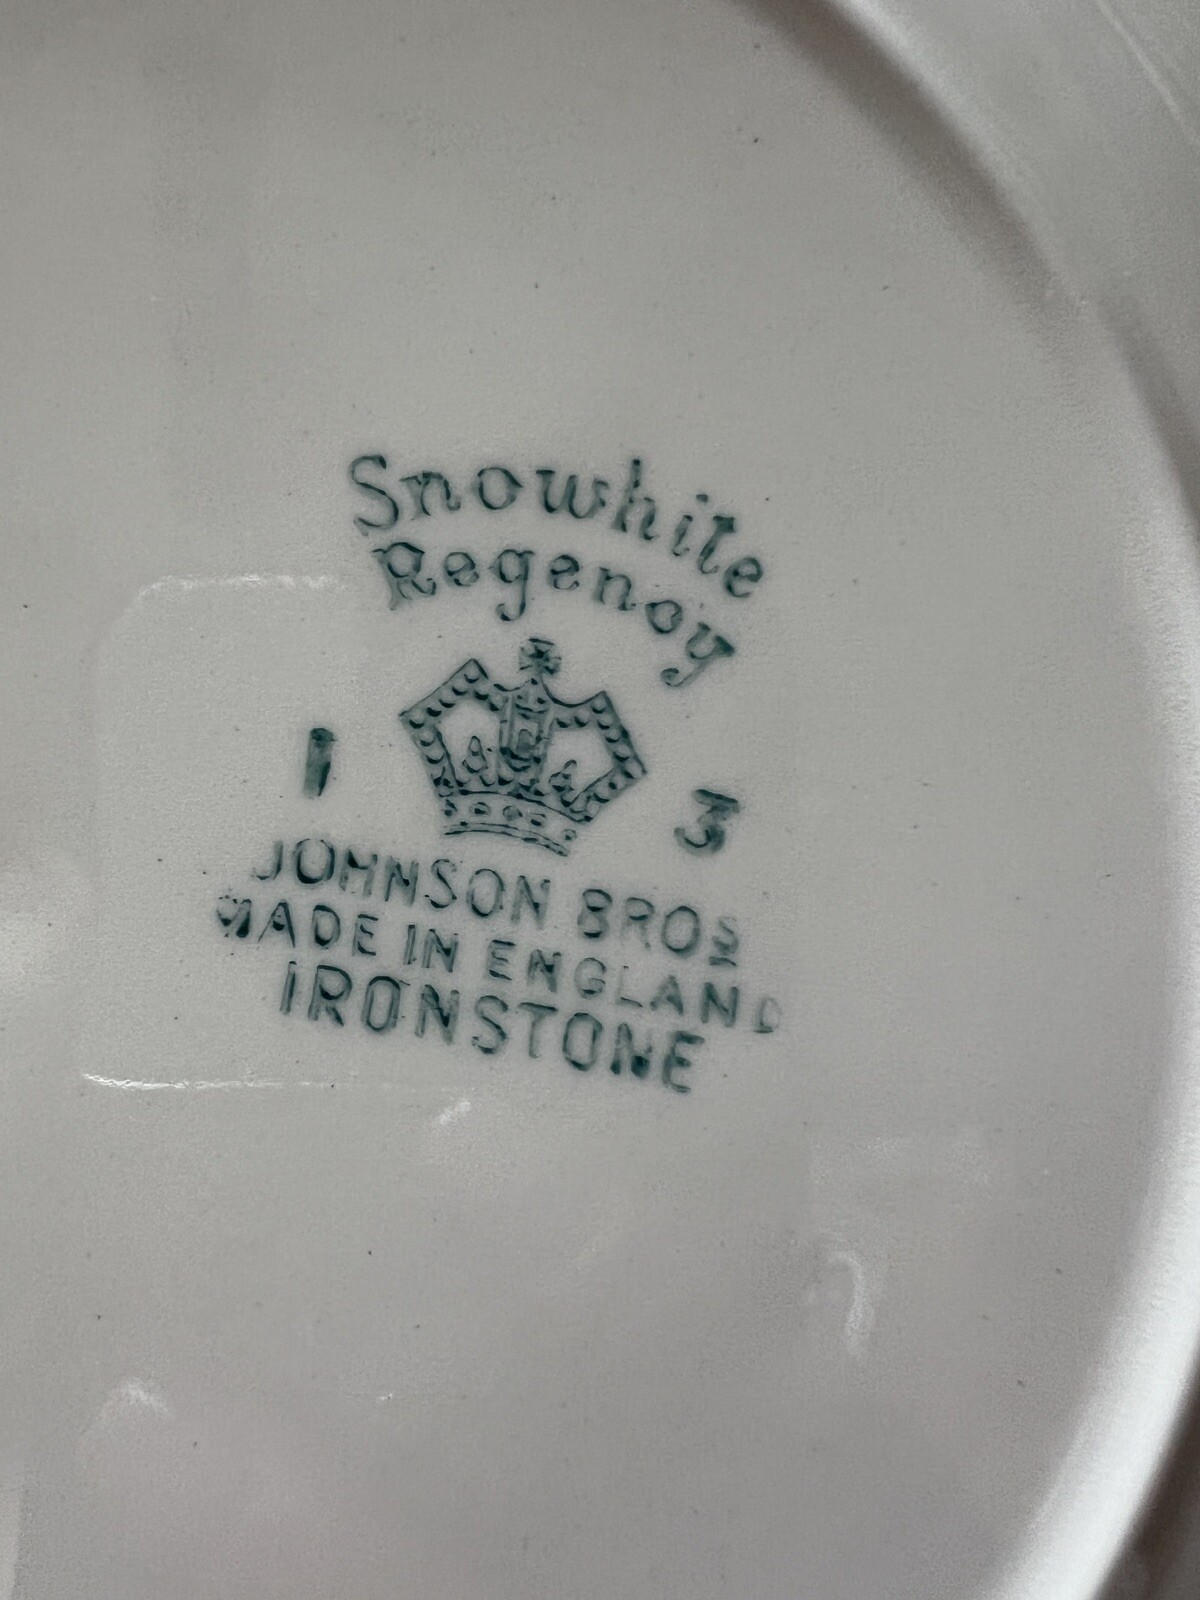 Snowhite
Regency
1 3
JOHNSON BROS
MADE IN ENGLAND
IRONSTONE